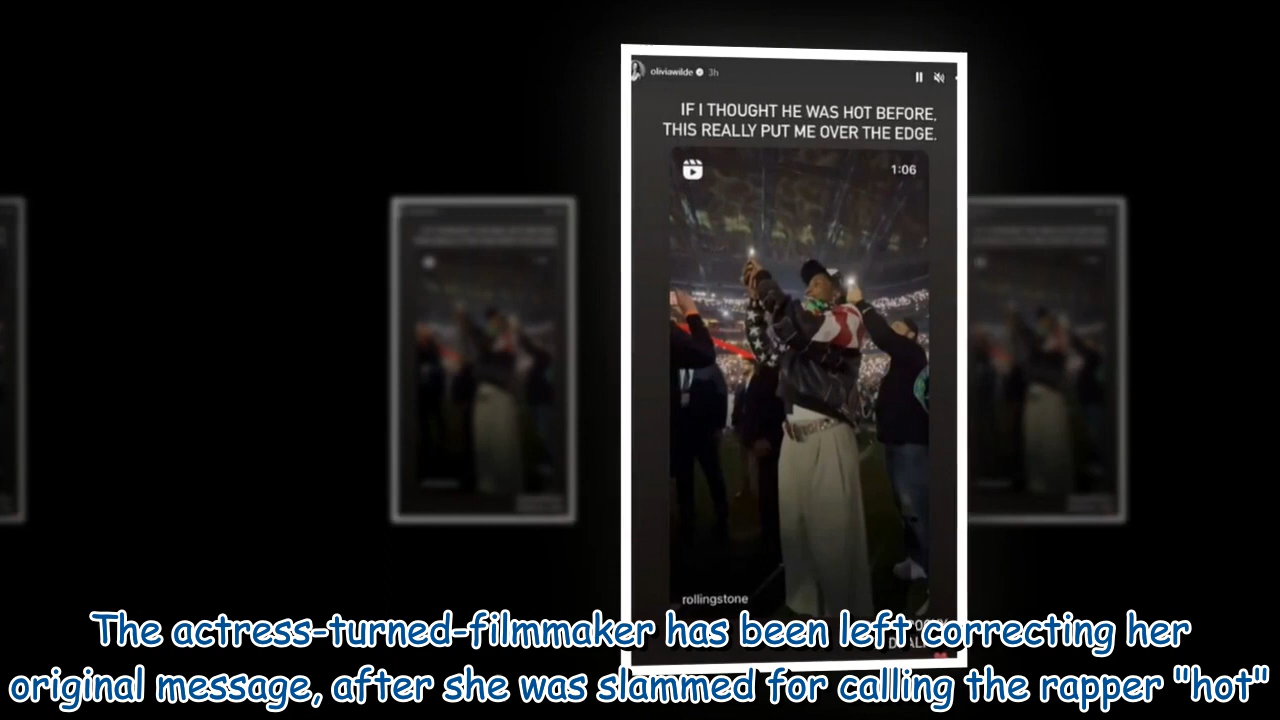 oliviawilde 3h
IF I THOUGHT HE WAS HOT BEFORE,
THIS REALLY PUT ME OVER THE EDGE.
1:06
rollingstone
The actress-turned-filmmaker has been left correcting her
original message, after she was slammed for calling the rapper "hot"